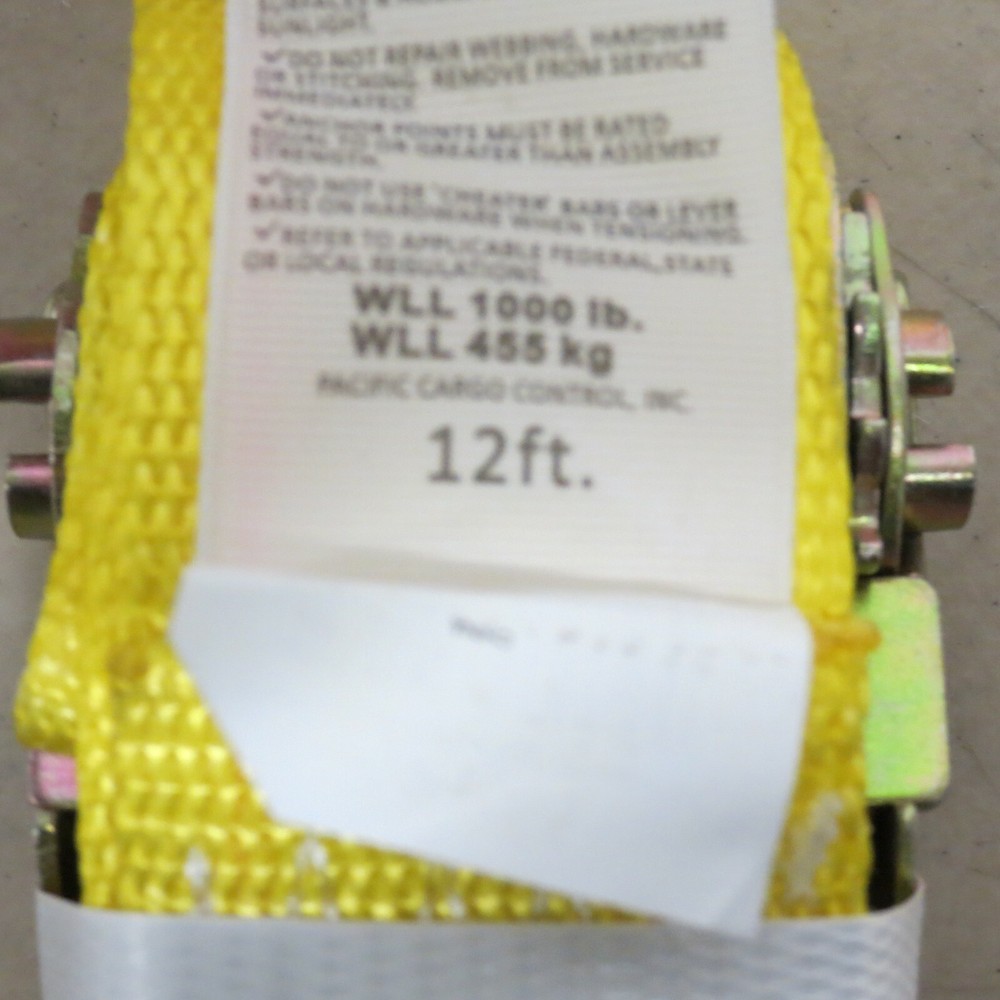 SUNLIGHT.
✓DO NOT REPAIR WEBBING, HARDWARE
OR STITCHING. REMOVE FROM SERVICE
IMMEDIATELY.
✓ANCHOR POINTS MUST BE RATED
EQUAL TO OR GREATER THAN ASSEMBLY
STRENGTH.
✓DO NOT USE "CHEATER" BARS OR LEVER
BARS ON HARDWARE WHEN TENSIONING.
✓REFER TO APPLICABLE FEDERAL,STATE
OR LOCAL REGULATIONS.
WLL 1000 lb.
WLL 455 kg
PACIFIC CARGO CONTROL, INC.
12ft.